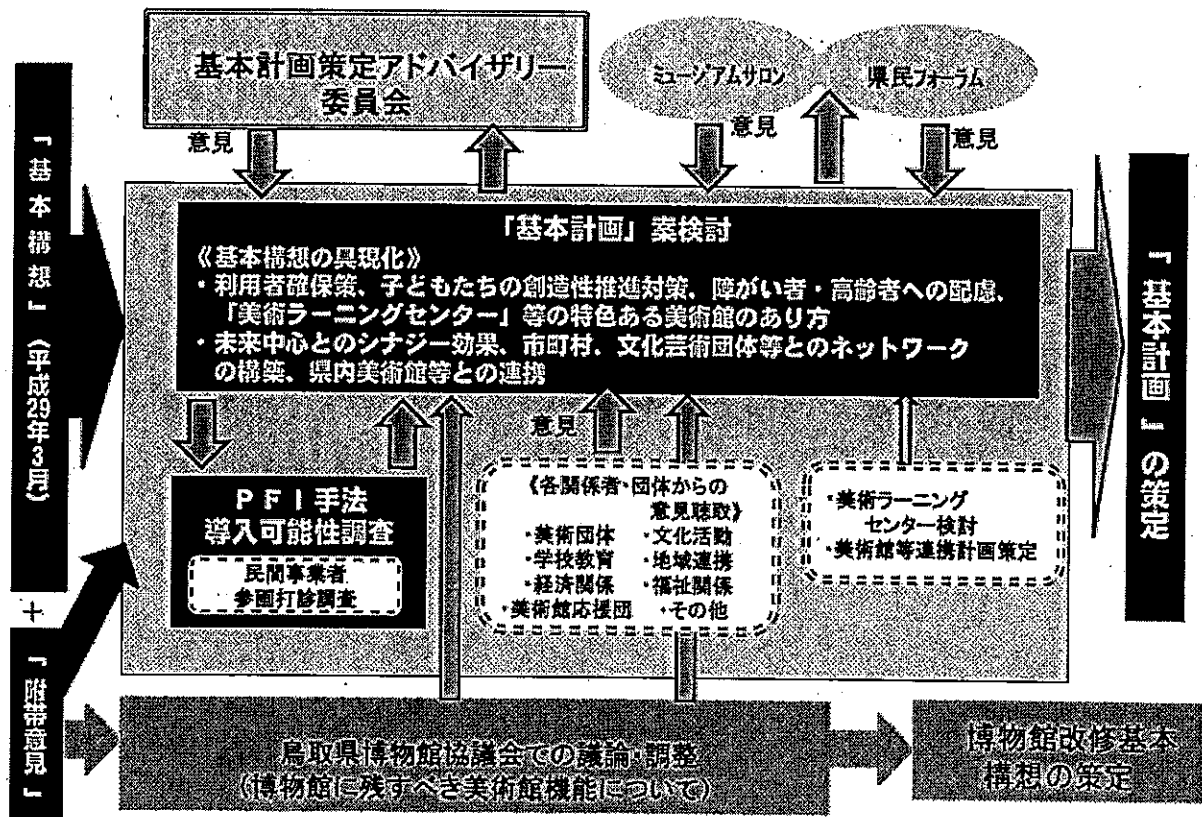 基本計画策定アドバイザリー
委員会
ミュージアムサロン
県民フォーラム
意見
意見
意見
『基本構想』(平成29年3月)
+
『附帯意見』
「基本計画」案検討
《基本構想の具現化》
・利用者確保策、子どもたちの創造性推進対策、障がい者・高齢者への配慮、
「美術ラーニングセンター」等の特色ある美術館のあり方
・未来中心とのシナジー効果、市町村、文化芸術団体等とのネットワーク
の構築、県内美術館等との連携
意見
PFI手法
導入可能性調査
民間事業者
参画打診調査
《各関係者・団体からの
意見聴取》
・美術団体 ・文化活動
・学校教育 ・地域連携
・経済関係 ・福祉関係
・美術館応援団 ・その他
・美術ラーニング
センター検討
・美術館等連携計画策定
『基本計画』の策定
鳥取県博物館協議会での議論・調整
(博物館に残すべき美術館機能について)
博物館改修基本
構想の策定